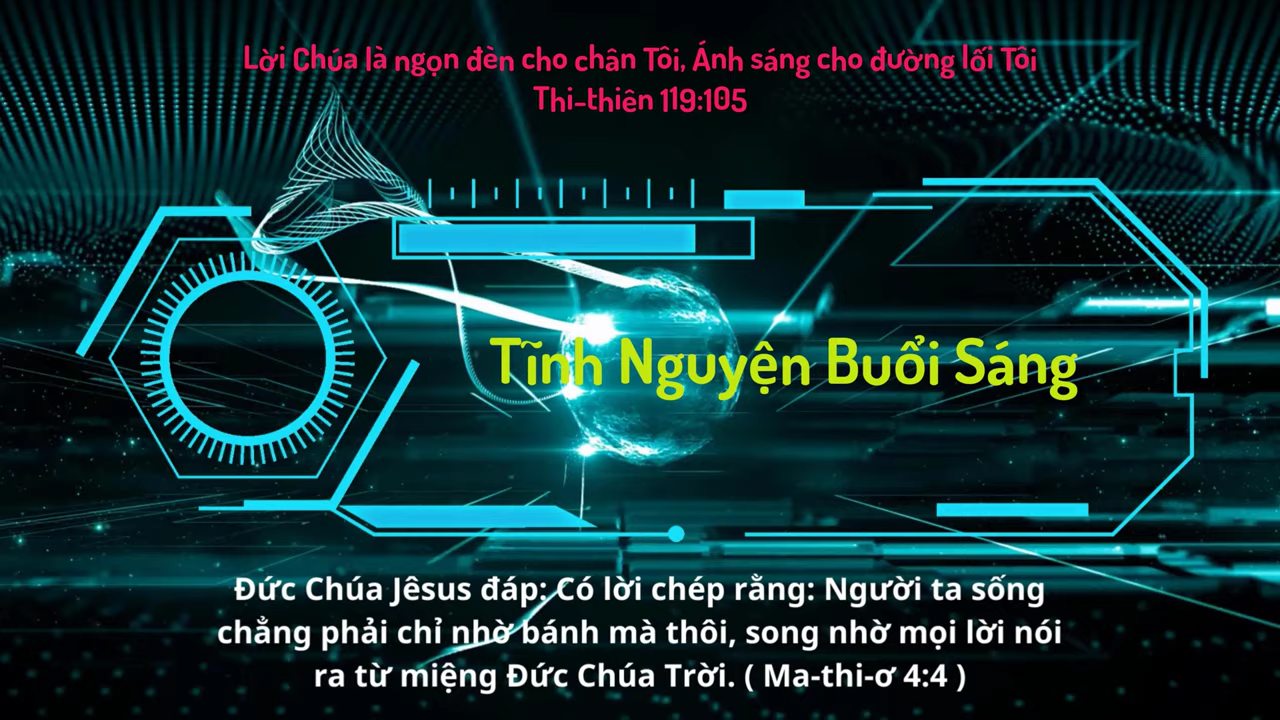 Lời Chúa là ngọn đèn cho chân Tôi, Ánh sáng cho đường lối Tôi
Thi-thiên 119:105
Tĩnh Nguyện Buổi Sáng
Đức Chúa Jêsus đáp: Có lời chép rằng: Người ta sống
chẳng phải chỉ nhờ bánh mà thôi, song nhờ mọi lời nói
ra từ miệng Đức Chúa Trời. ( Ma-thi-ơ 4:4 )